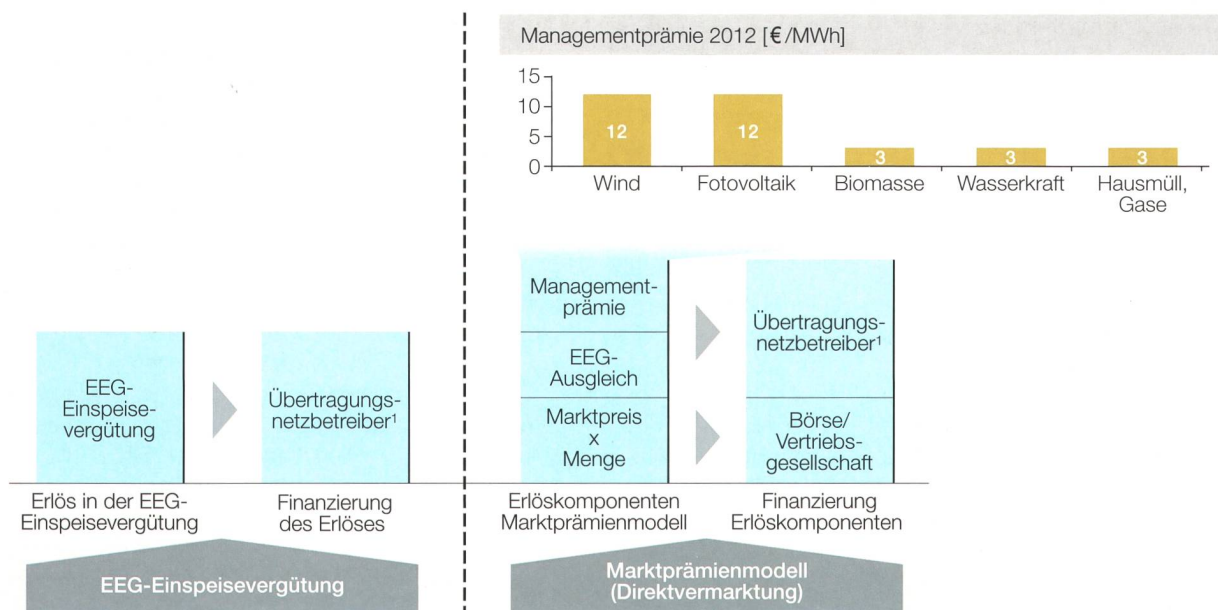 Managementprämie 2012 [€/MWh]
15
10
5
0
12
12
3
3
3
Wind
Fotovoltaik
Biomasse
Wasserkraft
Hausmüll,
Gase
EEG-
Einspeise-
vergütung
Übertragungs-
netzbetreiber¹
Erlös in der EEG-
Einspeisevergütung
Finanzierung
des Erlöses
EEG-Einspeisevergütung
Management-
prämie
EEG-
Ausgleich
Marktpreis
x
Menge
Übertragungs-
netzbetreiber¹
Börse/
Vertriebs-
gesellschaft
Erlöskomponenten
Marktprämienmodell
Finanzierung
Erlöskomponenten
Marktprämienmodell
(Direktvermarktung)